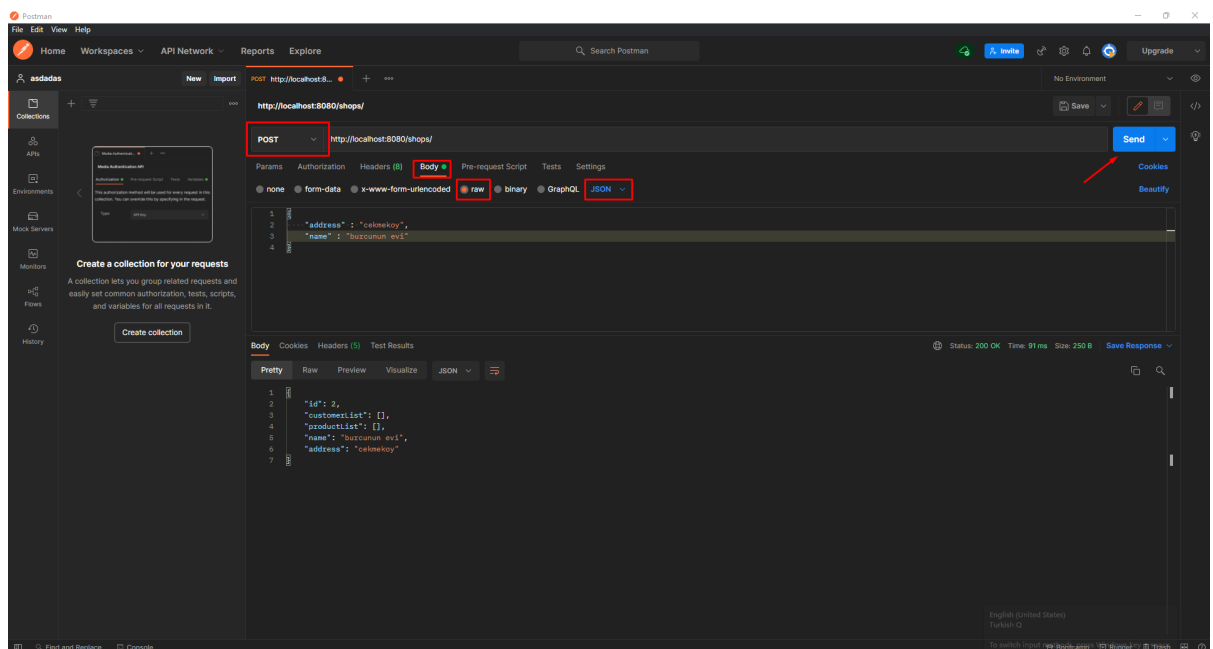 Postman
File Edit View Help
Home Workspaces API Network Reports Explore
Search Postman
Invite
Upgrade
asdadas
New Import
POST http://localhost:8...
No Environment
Collections
APIs
Environments
Mock Servers
Monitors
Flows
History
Create a collection for your requests
A collection lets you group related requests and
easily set common authorization, tests, scripts,
and variables for all requests in it.
Create collection
http://localhost:8080/shops/
Save
POST http://localhost:8080/shops/
Send
Params Authorization Headers (8) Body Pre-request Script Tests Settings
Cookies
none form-data x-www-form-urlencoded raw binary GraphQL JSON
Beautify
1 {
2 "address" : "cekmekoy",
3 "name" : "burcunun evi"
4 }
Body Cookies Headers (5) Test Results
Status: 200 OK Time: 91 ms Size: 250 B Save Response
Pretty Raw Preview Visualize JSON
1 {
2 "id": 2,
3 "customerList": [],
4 "productList": [],
5 "name": "burcunun evi",
6 "address": "cekmekoy"
7 }
English (United States)
Turkish Q
To switch input
Find and Replace Console
Runner Trash